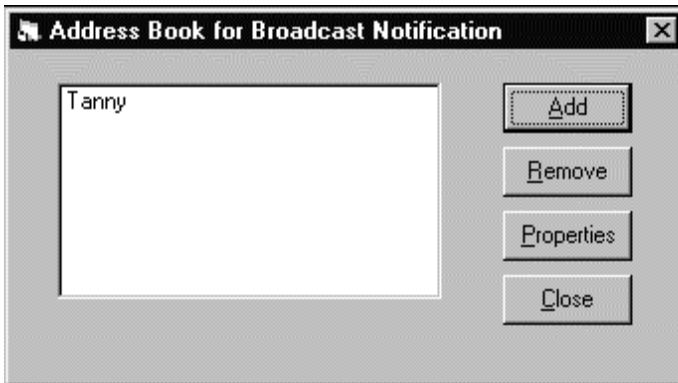 Address Book for Broadcast Notification
Tanny
Add
Remove
Properties
Close